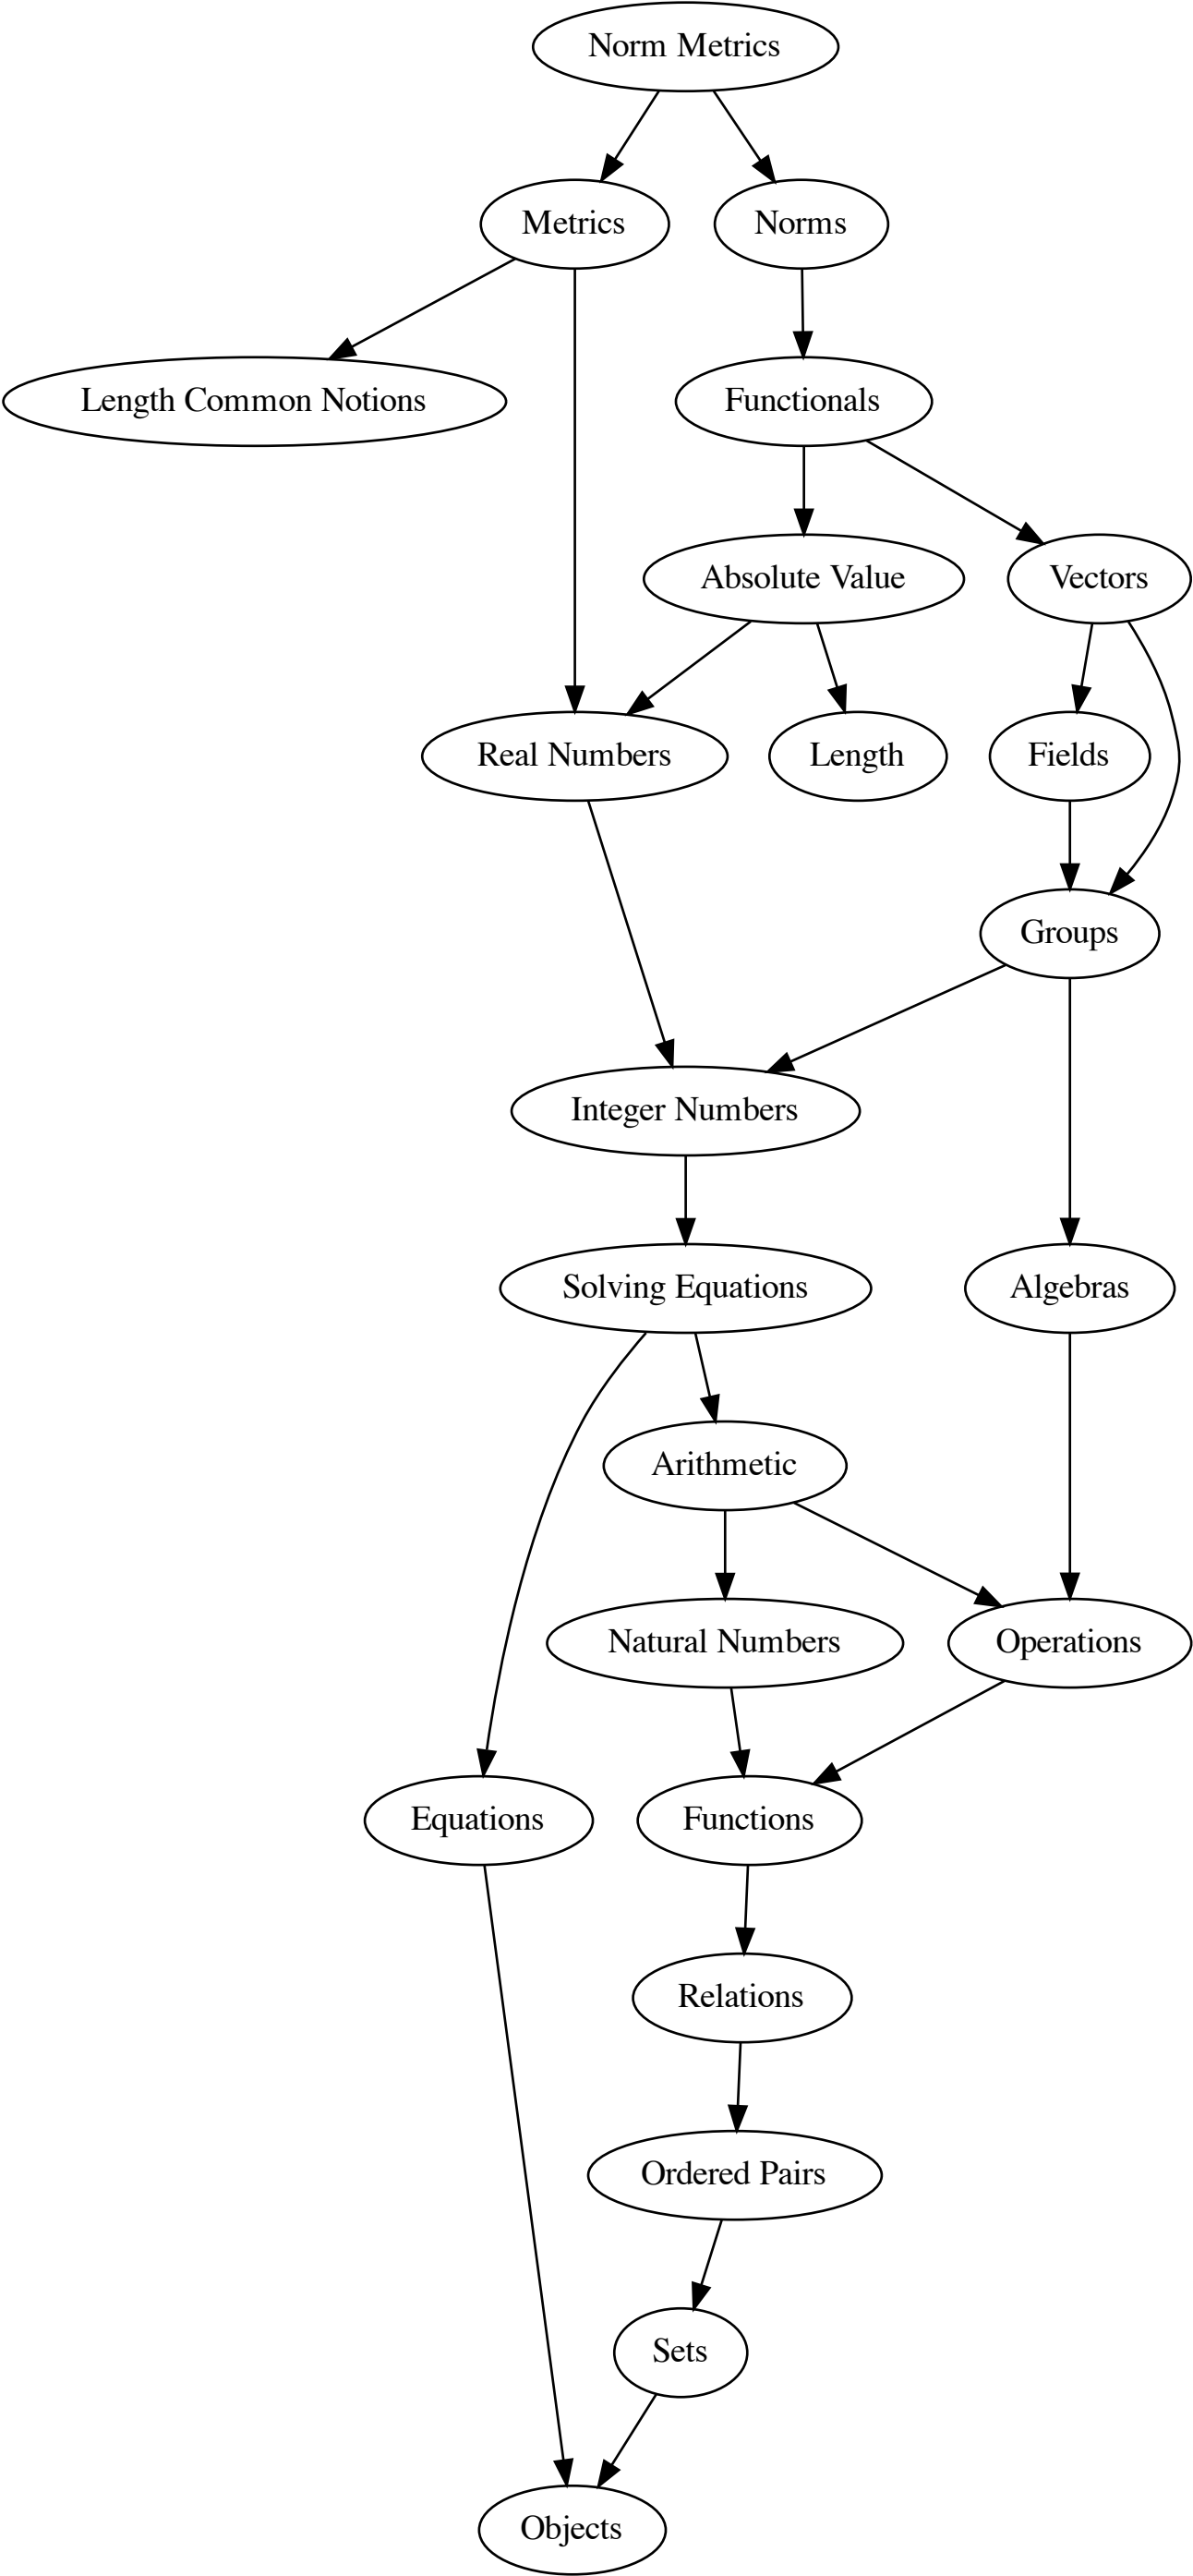 Norm Metrics
Metrics
Norms
Length Common Notions
Functionals
Absolute Value
Vectors
Real Numbers
Length
Fields
Groups
Integer Numbers
Solving Equations
Algebras
Arithmetic
Natural Numbers
Operations
Equations
Functions
Relations
Ordered Pairs
Sets
Objects